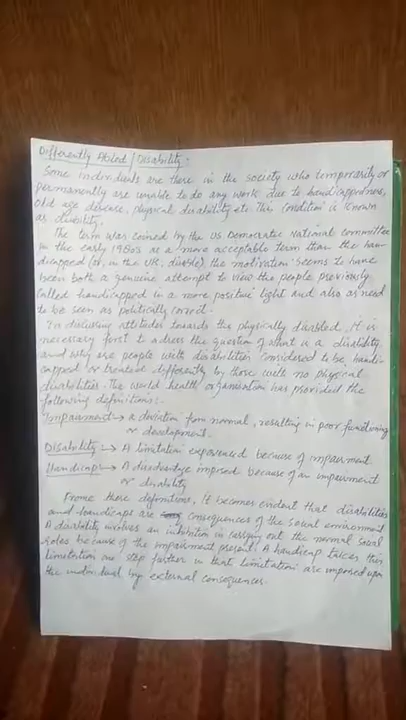 Differently Abled / Disability:
Some individuals are there in the society who temporarily or
permanently are unable to do any work due to handicappedness,
old age disease, physical disability etc. This condition is known
as disability.
The term was coined by the US Democratic National committee
in the early 1980s as a more acceptable term than the han-
dicapped (or, in the UK, disable) the motivation seems to have
been both a genuine attempt to view the people previously
called handicapped in a more positive light and also as need
to be seen as politically correct.
In discussing attitudes towards the physically disabled, it is
necessary first to adress the question of what is a disability
and why are people with disabilities considered to be handi-
capped or treated differently by those with no physical
disabilities. The world health organisation has provided the
following definitions:-
Impairment → a deviation from normal, resulting in poor functioning
or development.
Disability → A limitation experienced because of impairment.
Handicap → A disadvantage imposed because of an impairment
or disability
Frome these definitions, It becomes evident that disabilities
and handicaps are consequences of the social environment
A disability involves an in in carrying out the normal social
roles because of the impairment present. A handicap takes this
limitation one step farther in that limitation are imposed upon
the individual by external consequences.